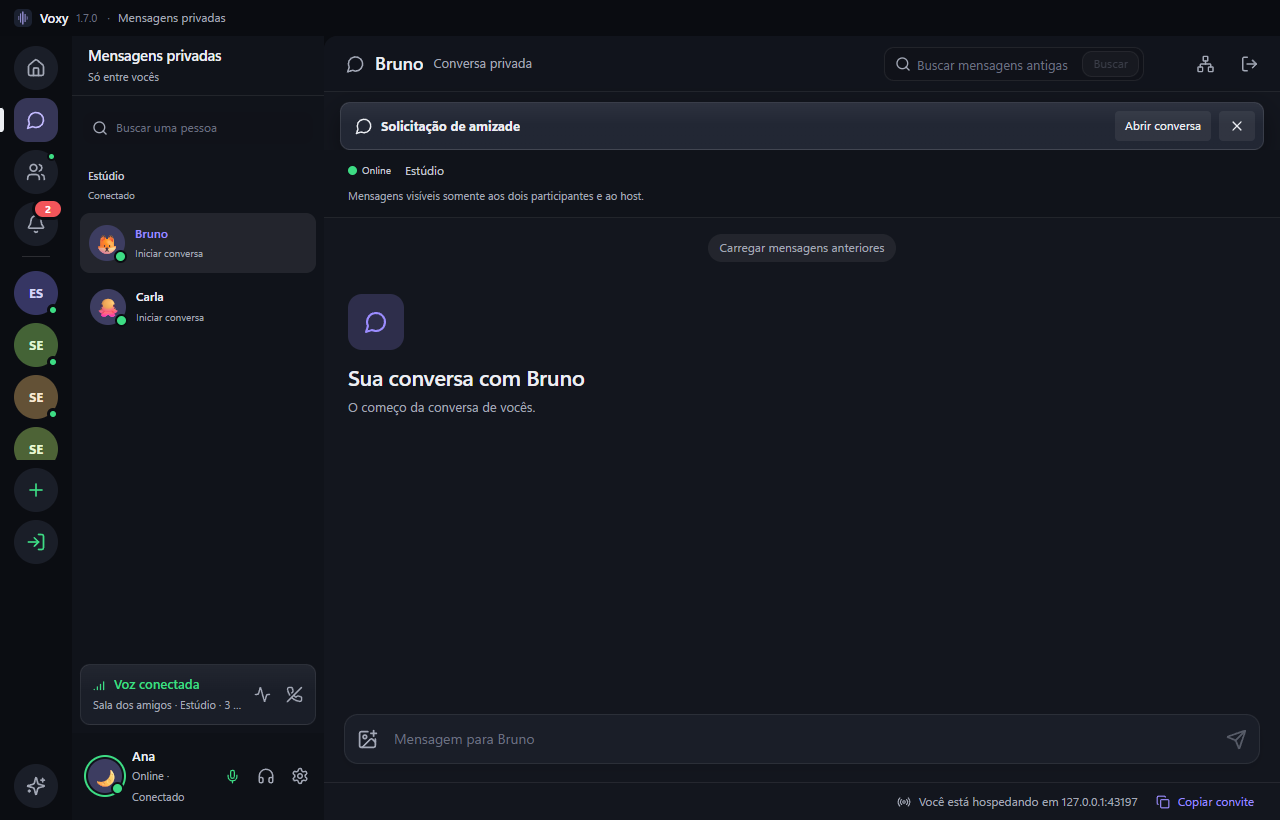 Voxy 1.7.0 · Mensagens privadas
Mensagens privadas
Só entre vocês
Buscar uma pessoa
Estúdio
Conectado
Bruno
Iniciar conversa
Carla
Iniciar conversa
2
ES
SE
SE
SE
Voz conectada
Sala dos amigos · Estúdio · 3 ...
Ana
Online ·
Conectado
Bruno Conversa privada
Buscar mensagens antigas Buscar
Solicitação de amizade Abrir conversa
Online Estúdio
Mensagens visíveis somente aos dois participantes e ao host.
Carregar mensagens anteriores
Sua conversa com Bruno
O começo da conversa de vocês.
Mensagem para Bruno
Você está hospedando em 127.0.0.1:43197 Copiar convite